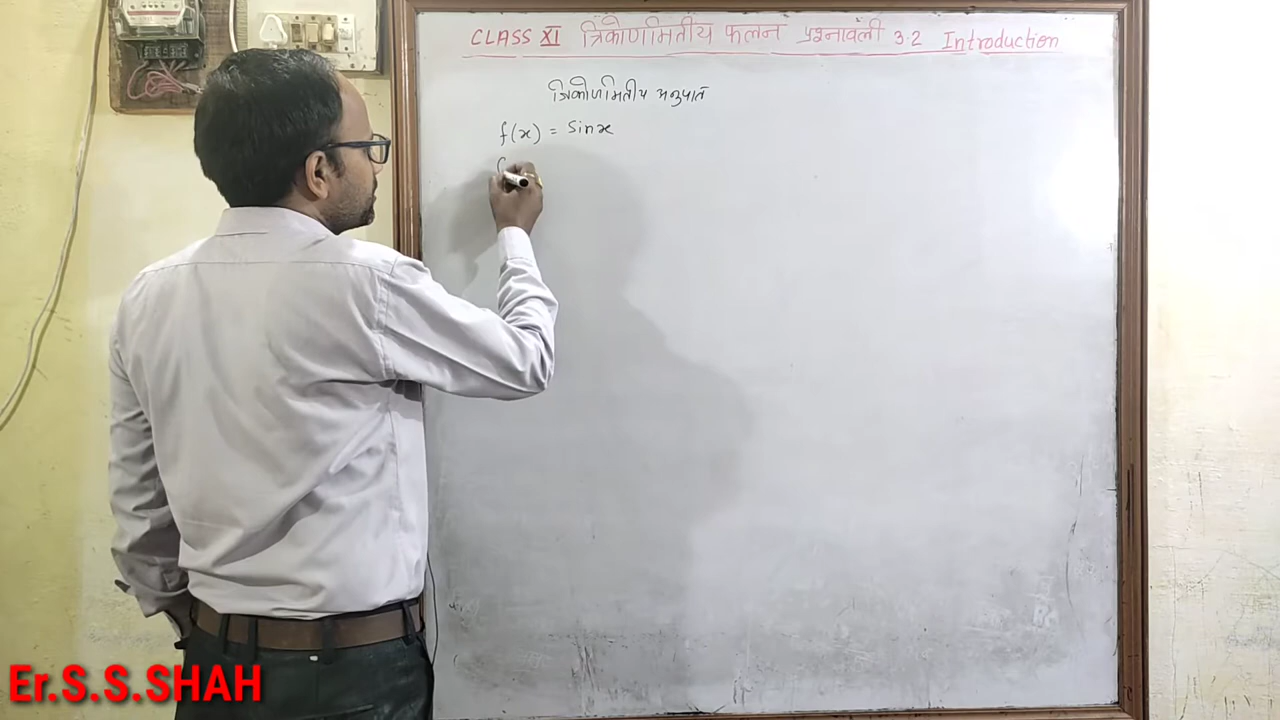 CLASS XI त्रिकोणमितीय फलन प्रश्नावली 3.2 Introduction
त्रिकोणमितीय अनुपात
f(x) = sinx
Er.S.S.SHAH